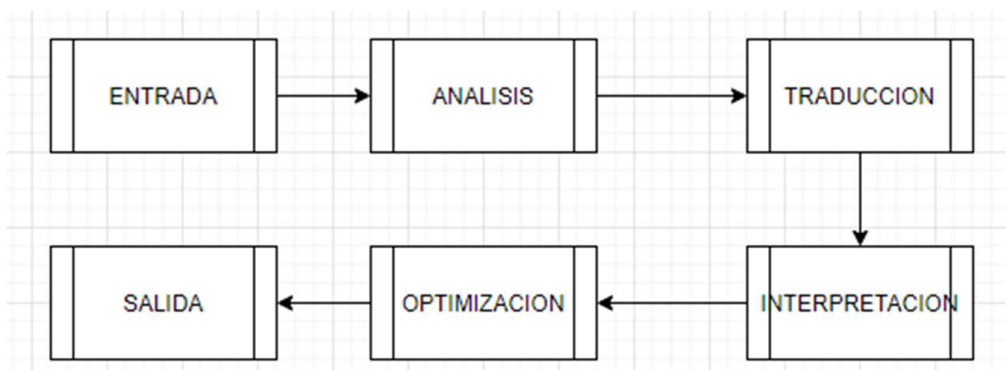 ENTRADA
ANALISIS
TRADUCCION
INTERPRETACION
OPTIMIZACION
SALIDA